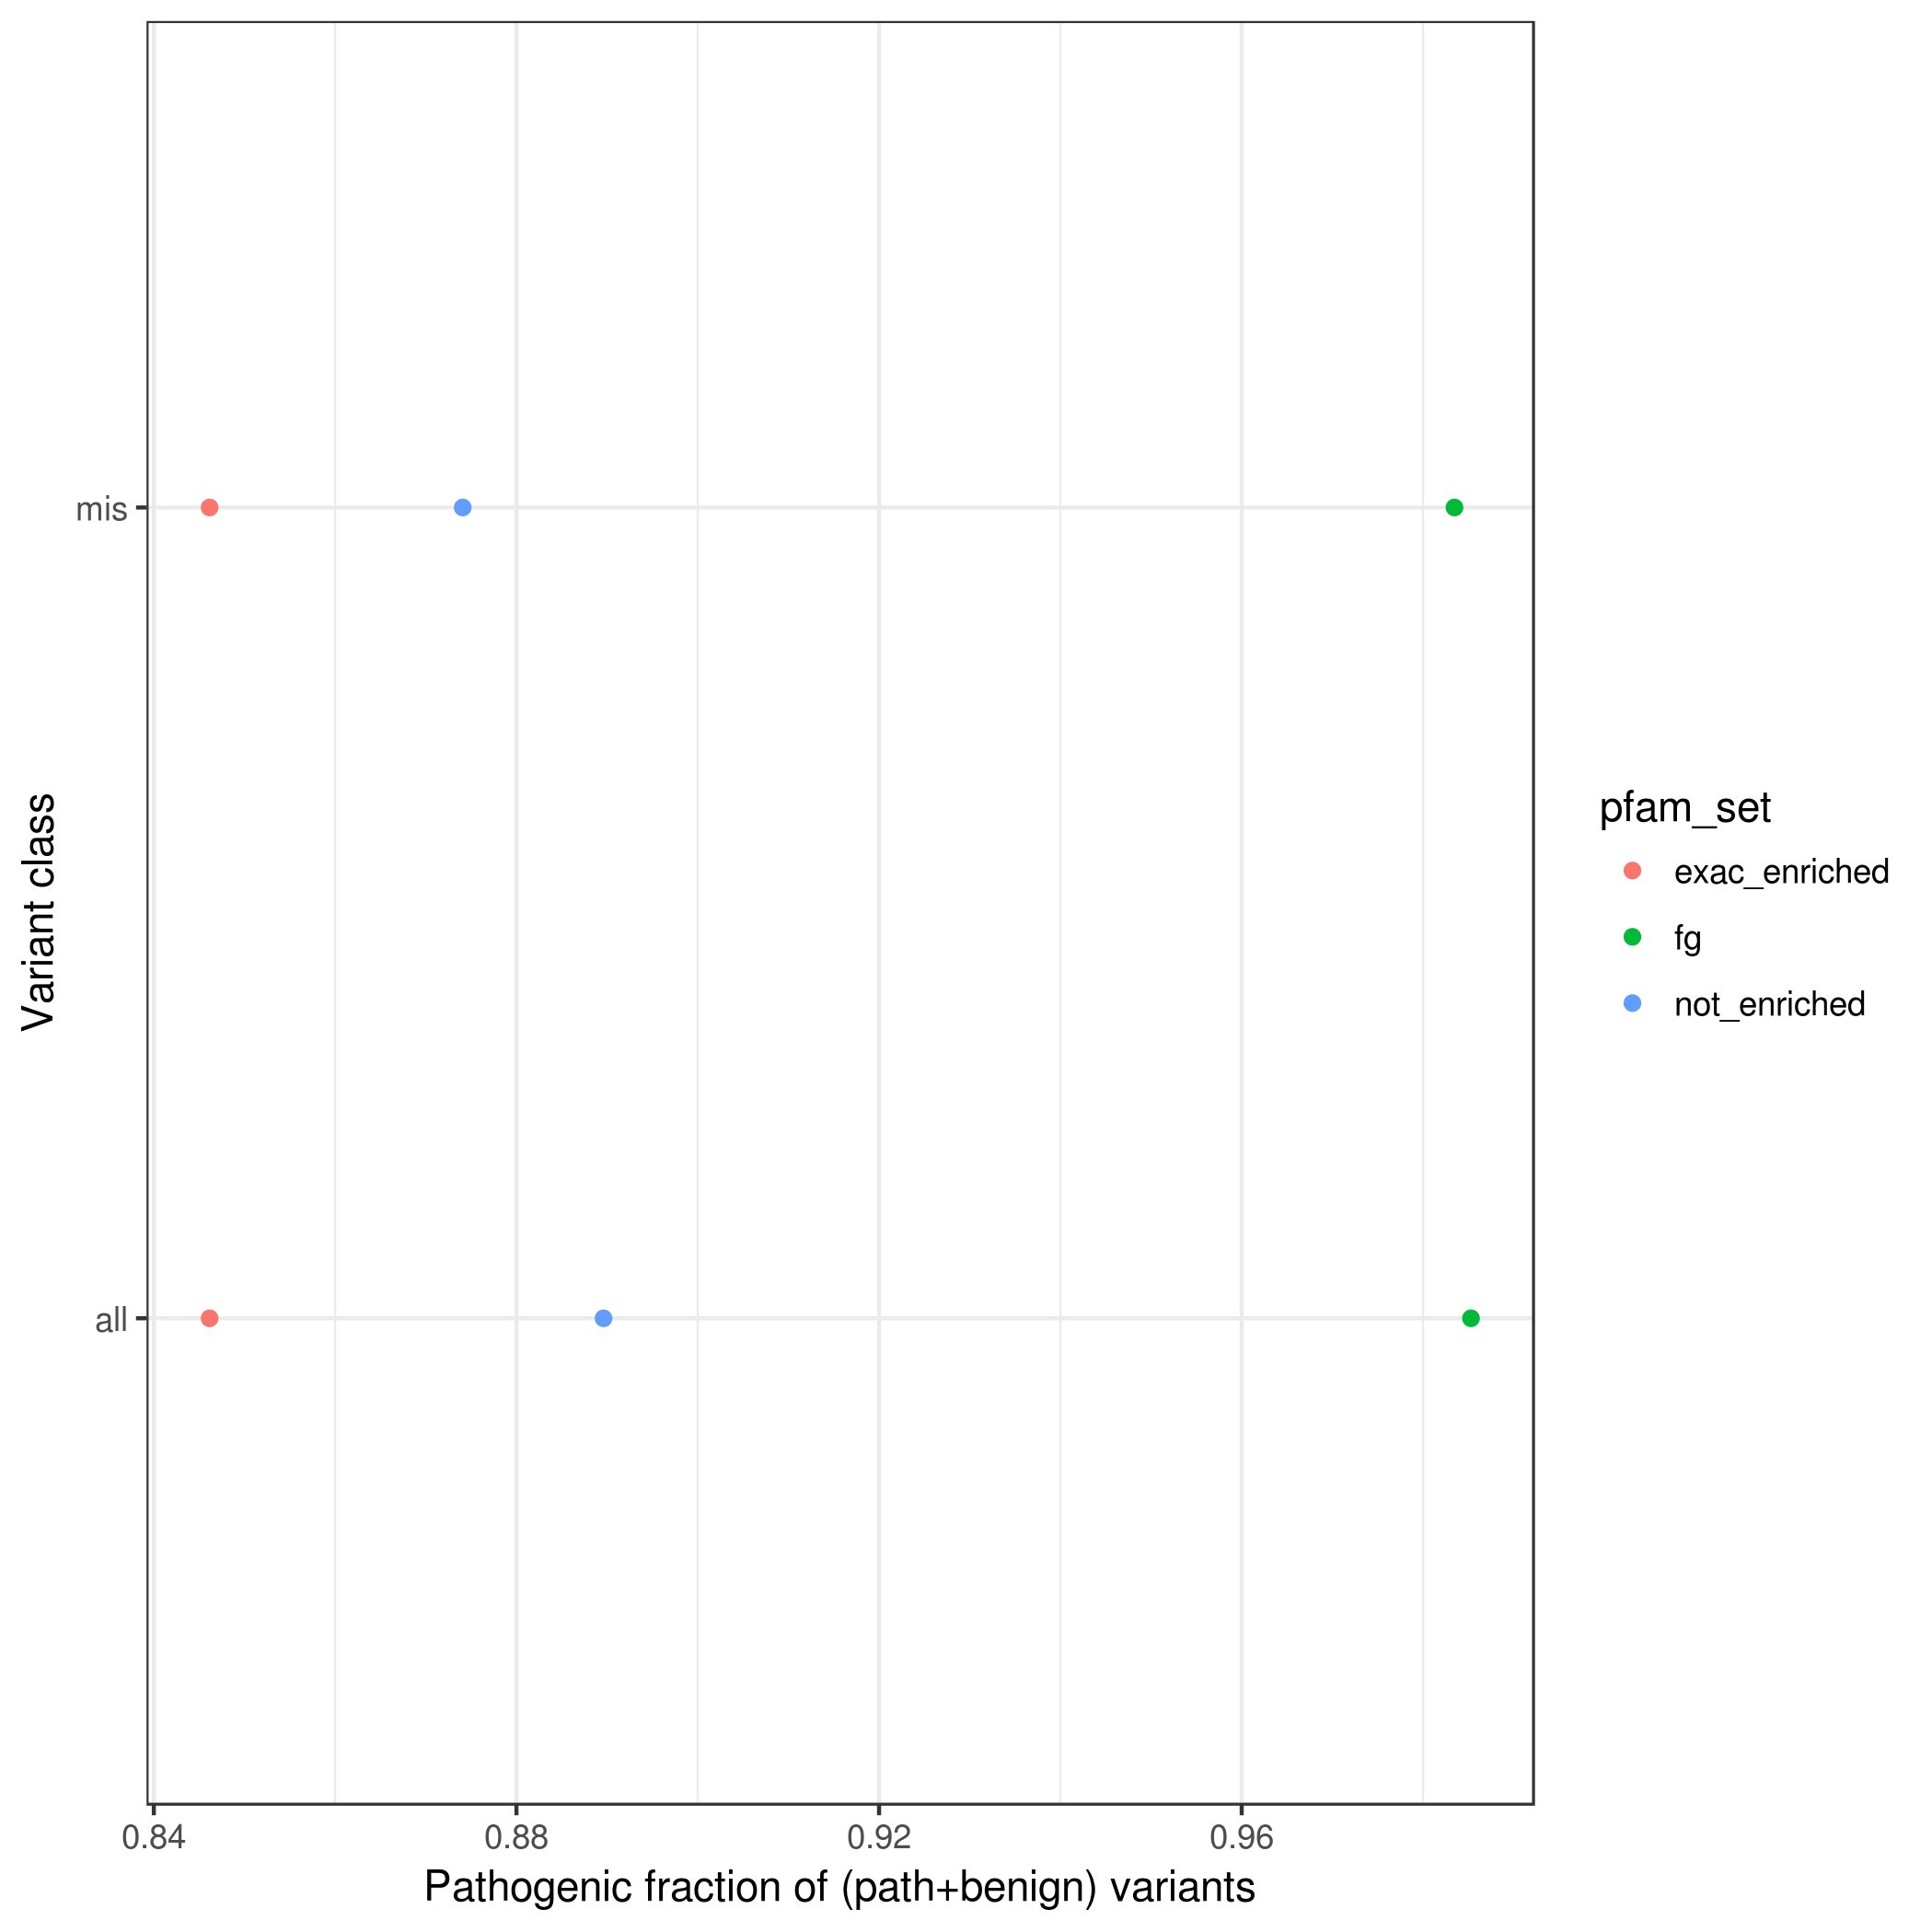 Variant class
mis
all
0.84 0.88 0.92 0.96
Pathogenic fraction of (path+benign) variants
pfam_set
exac_enriched
fg
not_enriched